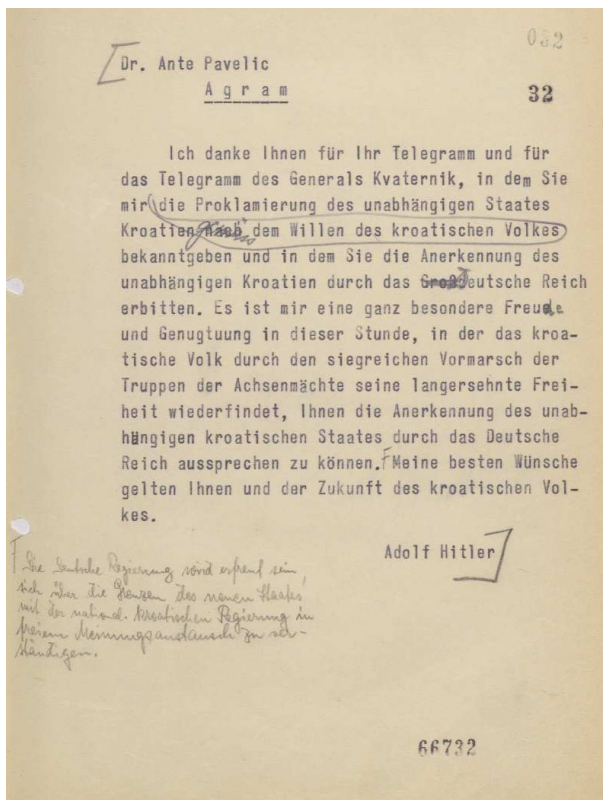 032
Dr. Ante Pavelic
Agram
32
Ich danke Ihnen für Ihr Telegramm und für
das Telegramm des Generals Kvaternik, in dem Sie
mir die Proklamierung des unabhängigen Staates
Kroatien gemäss dem Willen des kroatischen Volkes
bekanntgeben und in dem Sie die Anerkennung des
unabhängigen Kroatien durch das Deutsche Reich
erbitten. Es ist mir eine ganz besondere Freude
und Genugtuung in dieser Stunde, in der das kroa-
tische Volk durch den siegreichen Vormarsch der
Truppen der Achsenmächte seine langersehnte Frei-
heit wiederfindet, Ihnen die Anerkennung des unab-
hängigen kroatischen Staates durch das Deutsche
Reich aussprechen zu können. Meine besten Wünsche
gelten Ihnen und der Zukunft des kroatischen Vol-
kes.
Adolf Hitler
Die Deutsche Regierung wird erfreut sein,
sich über die Grenzen des neuen Staates
mit der national. kroatischen Regierung in
freiem Meinungsaustausch zu ver-
ständigen.
66732